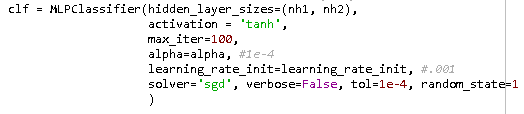 clf = MLPClassifier(hidden_layer_sizes=(nh1, nh2),
activation = 'tanh',
max_iter=100,
alpha=alpha, #1e-4
learning_rate_init=learning_rate_init, #.001
solver='sgd', verbose=False, tol=1e-4, random_state=1
)